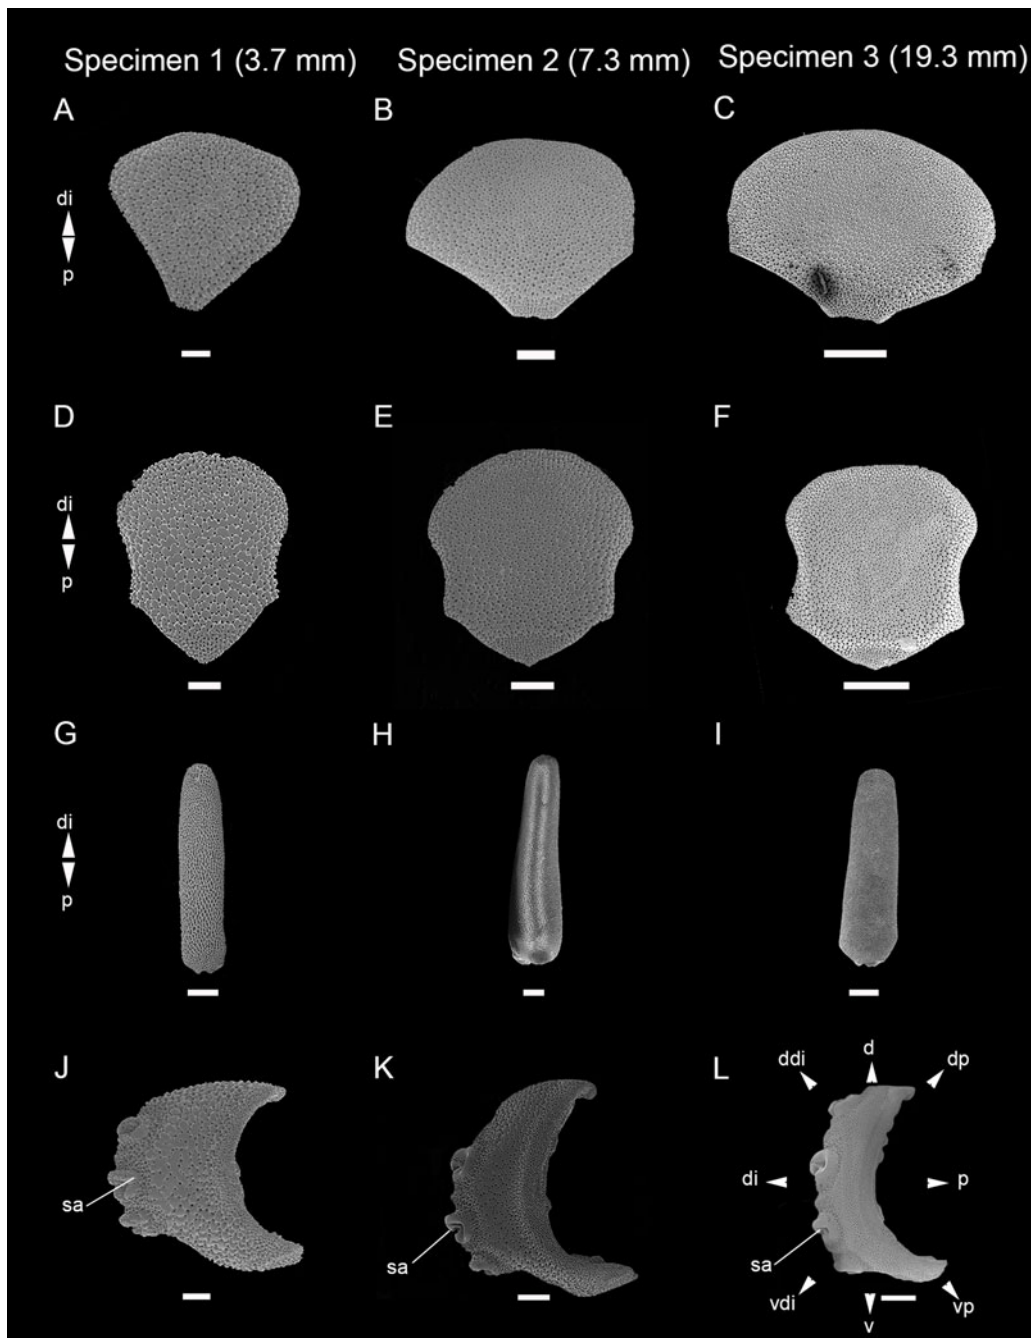 Specimen 1 (3.7 mm) Specimen 2 (7.3 mm) Specimen 3 (19.3 mm)
A B C
di
p
D E F
di
p
G H I
di
p
J K L
ddi d dp
di p
sa sa sa
vdi v vp